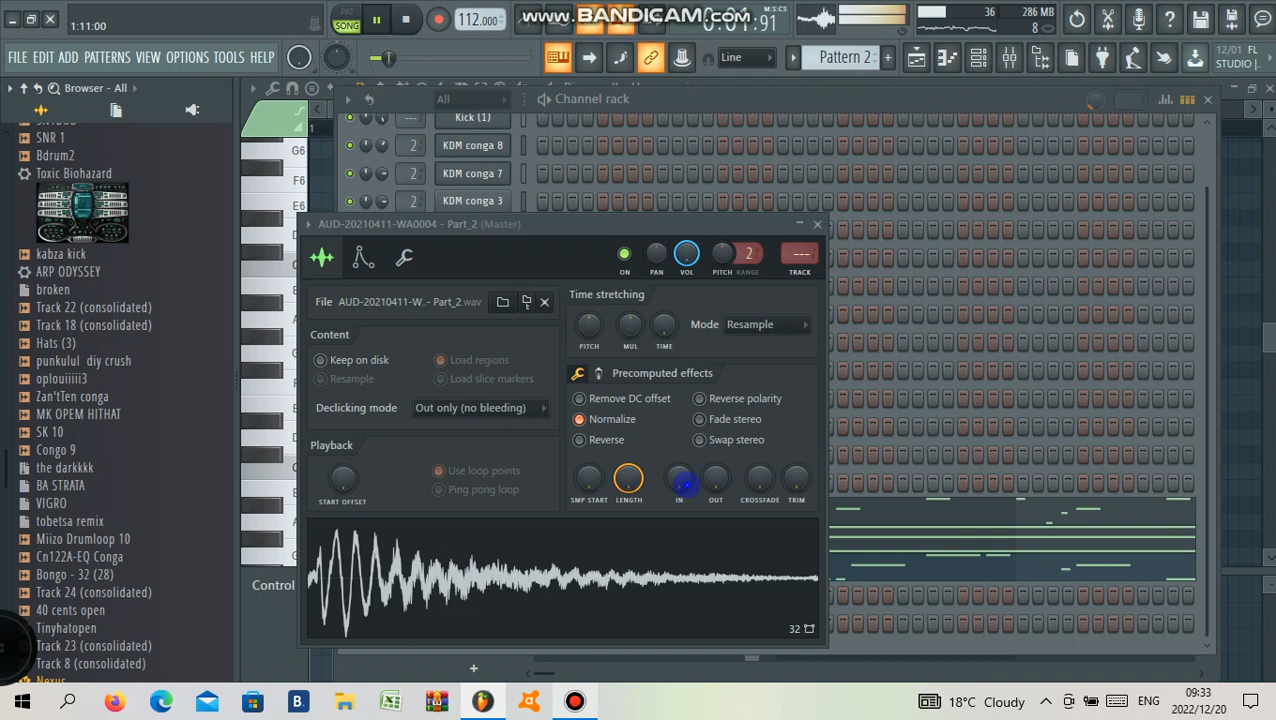 1:11:00
PAT
SONG
112.000
www.BANDICAM.com
0:01:91
M:S:CS
36
286 MB
8
FILE EDIT ADD PATTERNS VIEW OPTIONS TOOLS HELP
Line
Pattern 2
12/01 FL
STUDIO |..
Browser - All
All
Channel rack
SNR 1
Bdrum2
Toxic Biohazard
kabza kick
ARP ODYSSEY
broken
Track 22 (consolidated)
Track 18 (consolidated)
Hats (3)
punkulul diy crush
oplouiiiii3
Zan'tTen conga
MK OPEM HITHAT
SK 10
Congo 9
the darkkkk
BA STRATA
VIGRO
tobetsa remix
Miizo Drumloop 10
Cn122A-EQ Conga
Bongo - 32 (28)
Track 24 (consolidated)
40 cents open
Tinyhatopen
Track 23 (consolidated)
Track 8 (consolidated)
Nexus
G6
F6
E6
Control
Kick (1)
2 KDM conga 8
2 KDM conga 7
2 KDM conga 3
AUD-20210411-WA0004 - Part_2 (Master)
ON PAN VOL PITCH RANGE TRACK
2
---
File AUD-20210411-W..- Part_2.wav
Content
Keep on disk
Load regions
Resample
Load slice markers
Declicking mode
Out only (no bleeding)
Playback
Use loop points
Ping pong loop
START OFFSET
Time stretching
PITCH MUL TIME
Mode
Resample
Precomputed effects
Remove DC offset
Reverse polarity
Normalize
Fade stereo
Reverse
Swap stereo
SMP START LENGTH IN OUT CROSSFADE TRIM
32
18°C Cloudy
ENG
09:33
2022/12/20